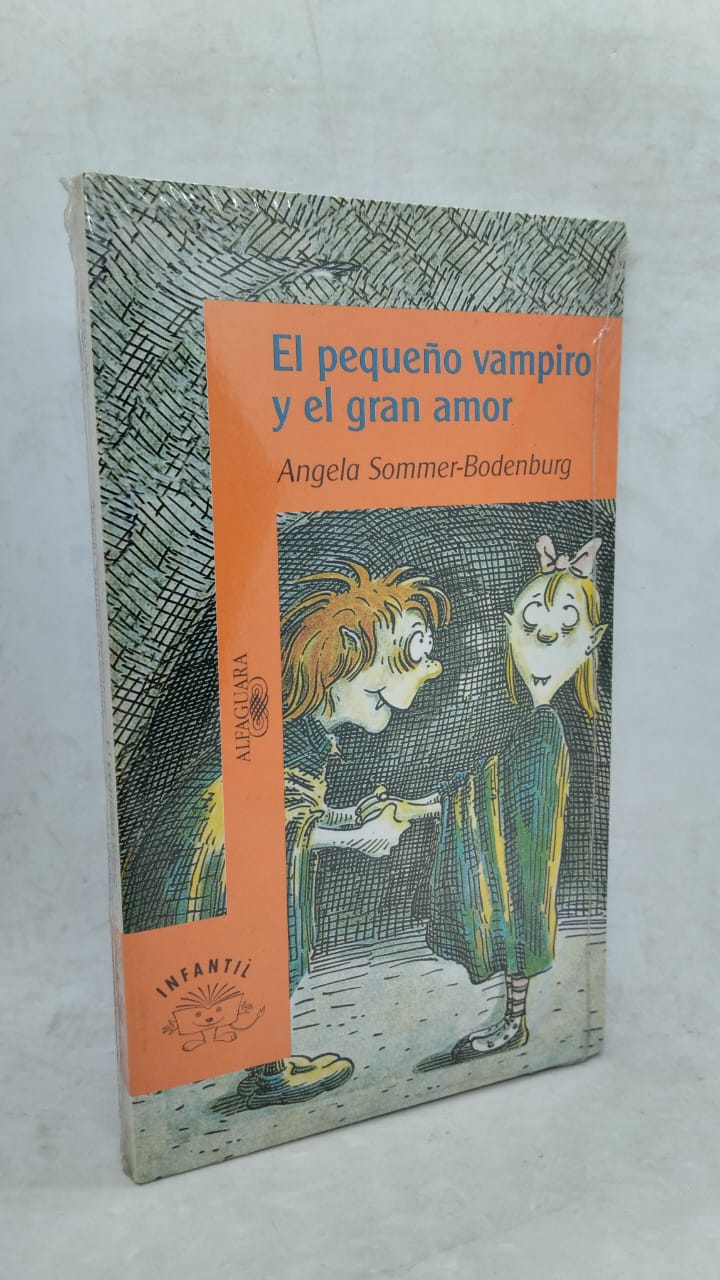 El pequeño vampiro
y el gran amor
Angela Sommer-Bodenburg
ALFAGUARA
INFANTIL